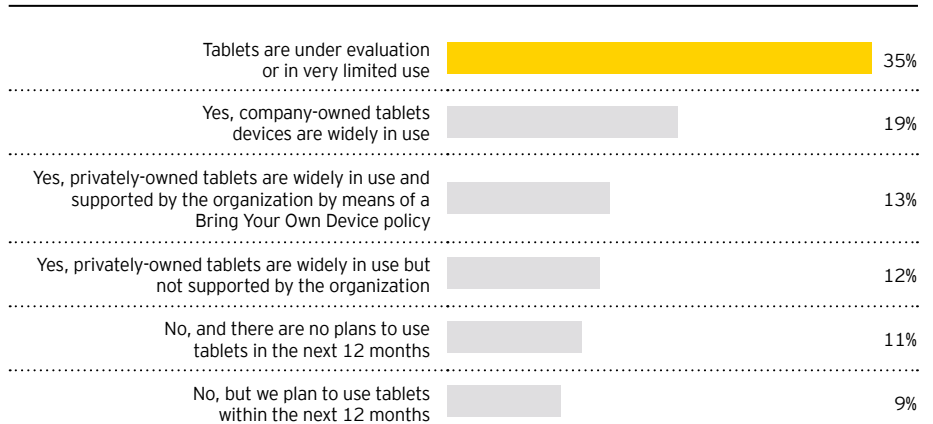 Tablets are under evaluation
or in very limited use
35%
Yes, company-owned tablets
devices are widely in use
19%
Yes, privately-owned tablets are widely in use and
supported by the organization by means of a
Bring Your Own Device policy
13%
Yes, privately-owned tablets are widely in use but
not supported by the organization
12%
No, and there are no plans to use
tablets in the next 12 months
11%
No, but we plan to use tablets
within the next 12 months
9%